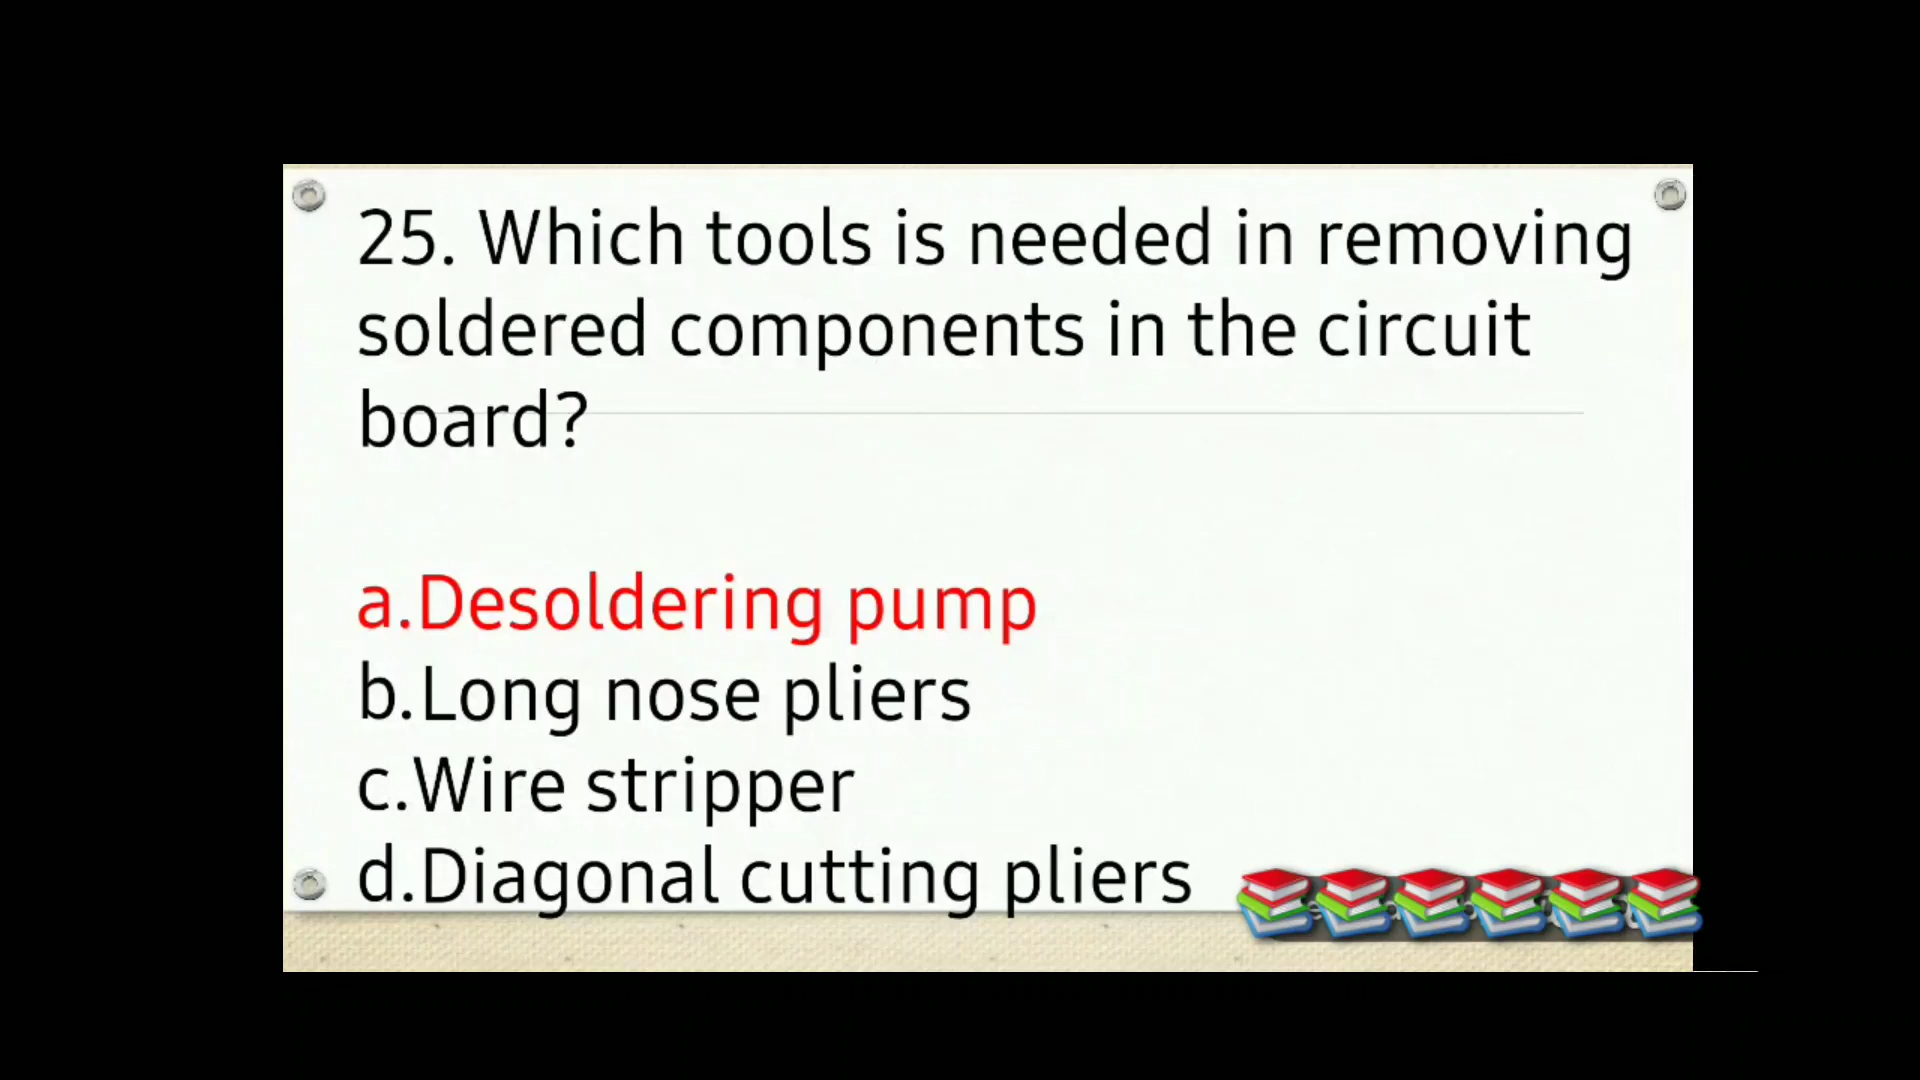 25. Which tools is needed in removing
soldered components in the circuit
board?
a.Desoldering pump
b.Long nose pliers
c.Wire stripper
d.Diagonal cutting pliers